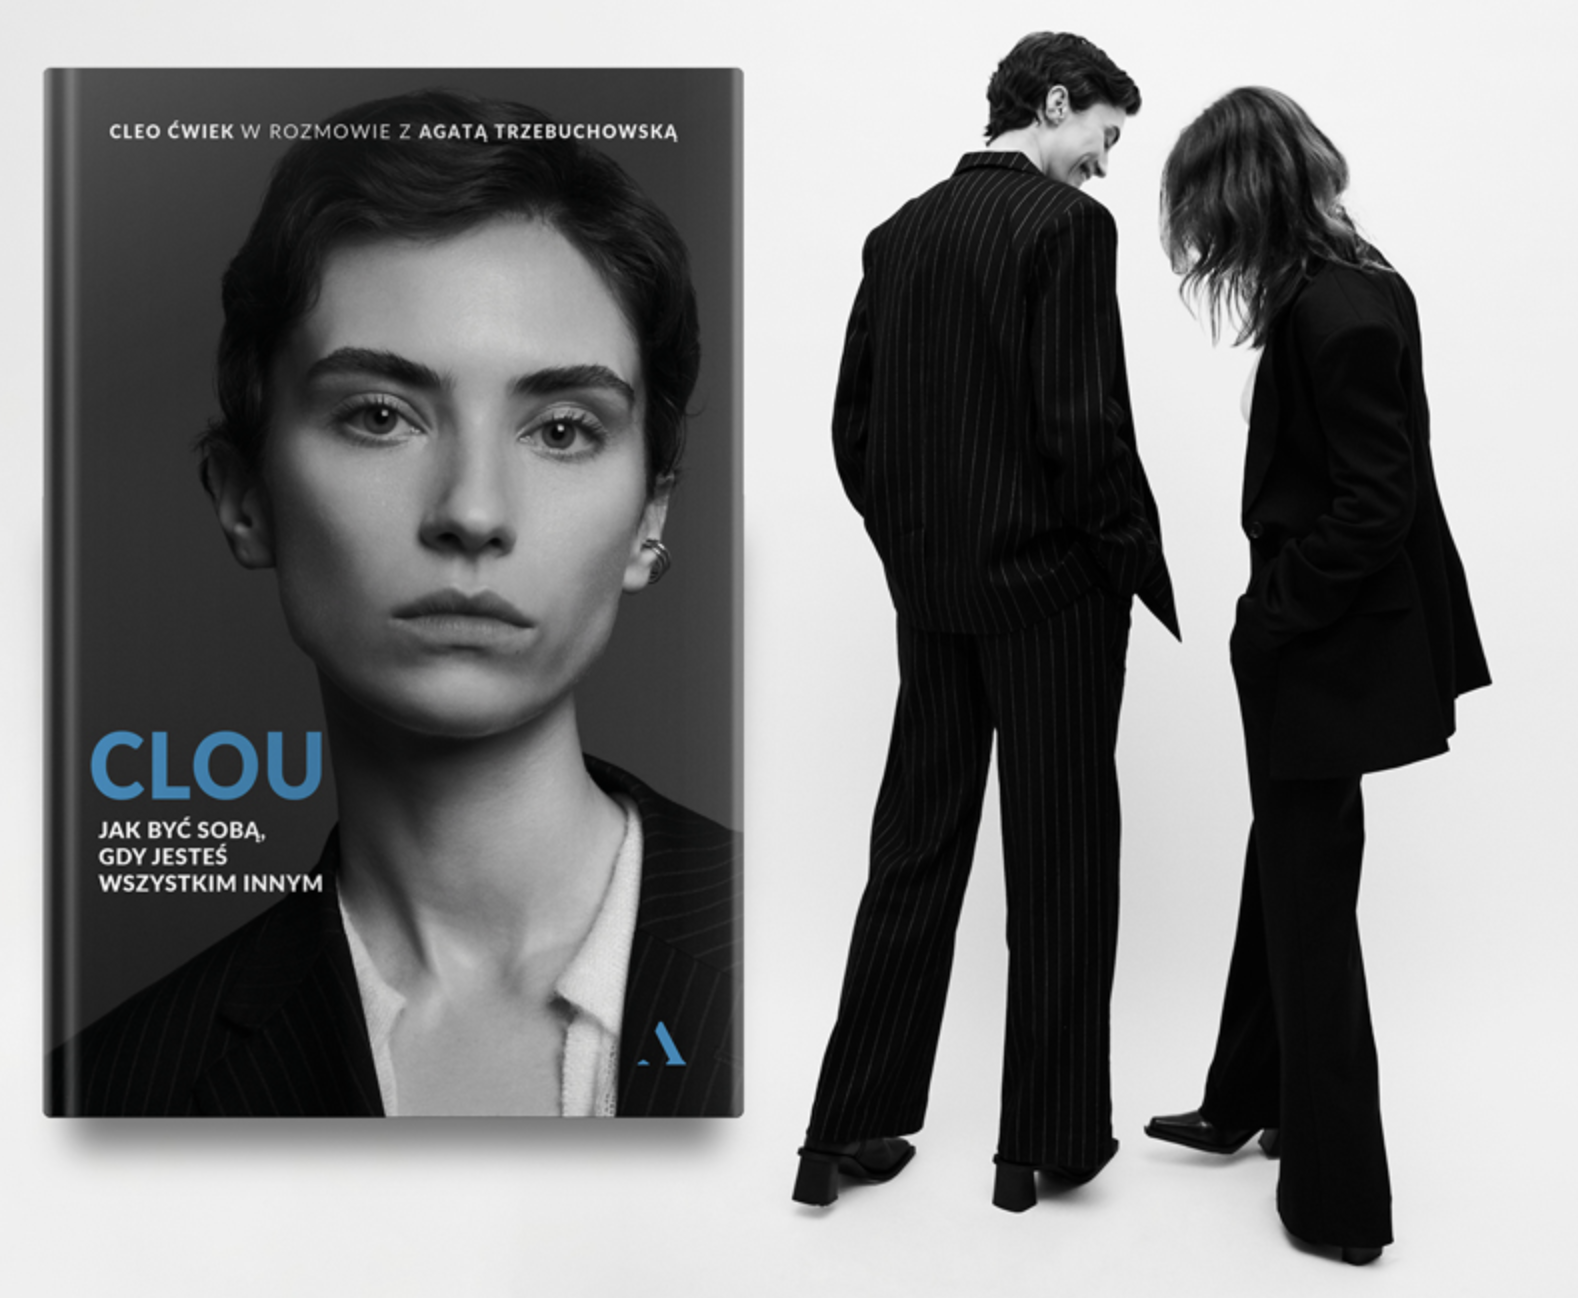 CLEO ĆWIEK W ROZMOWIE Z AGATĄ TRZEBUCHOWSKĄ
CLOU
JAK BYĆ SOBĄ,
GDY JESTEŚ
WSZYSTKIM INNYM
A